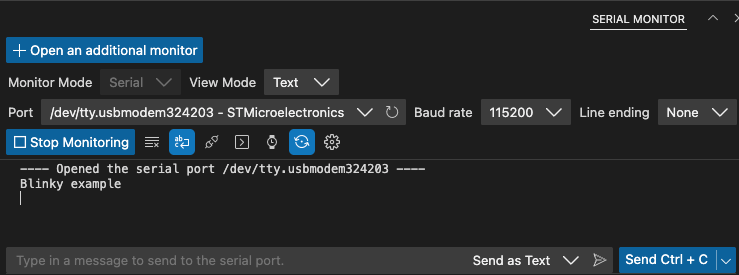 SERIAL MONITOR
Open an additional monitor
Monitor Mode Serial View Mode Text
Port /dev/tty.usbmodem324203 - STMicroelectronics Baud rate 115200 Line ending None
Stop Monitoring
---- Opened the serial port /dev/tty.usbmodem324203 ----
Blinky example
Type in a message to send to the serial port. Send as Text Send Ctrl + C